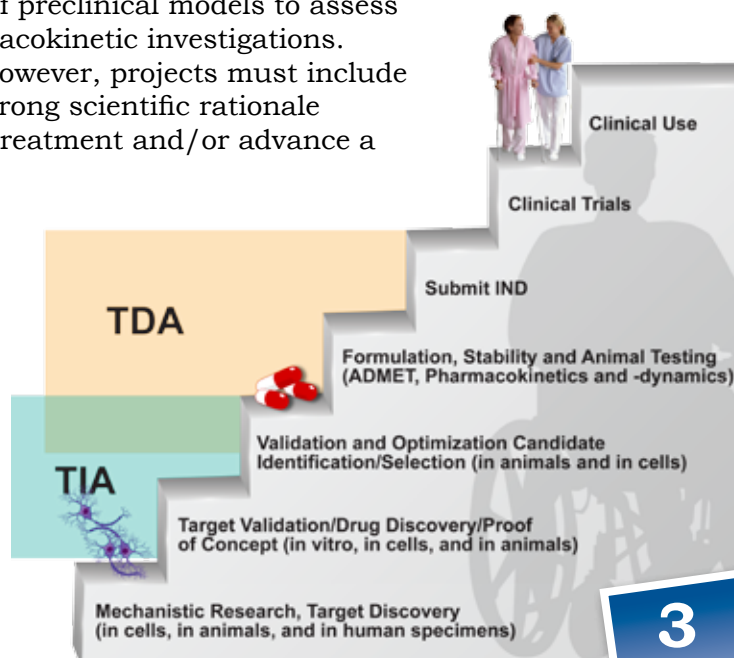 f preclinical models to assess
acokinetic investigations.
owever, projects must include
rong scientific rationale
reatment and/or advance a
Clinical Use
Clinical Trials
Submit IND
TDA
Formulation, Stability and Animal Testing
(ADMET, Pharmacokinetics and -dynamics)
Validation and Optimization Candidate
Identification/Selection (in animals and in cells)
TIA
Target Validation/Drug Discovery/Proof
of Concept (in vitro, in cells, and in animals)
Mechanistic Research, Target Discovery
(in cells, in animals, and in human specimens)
3